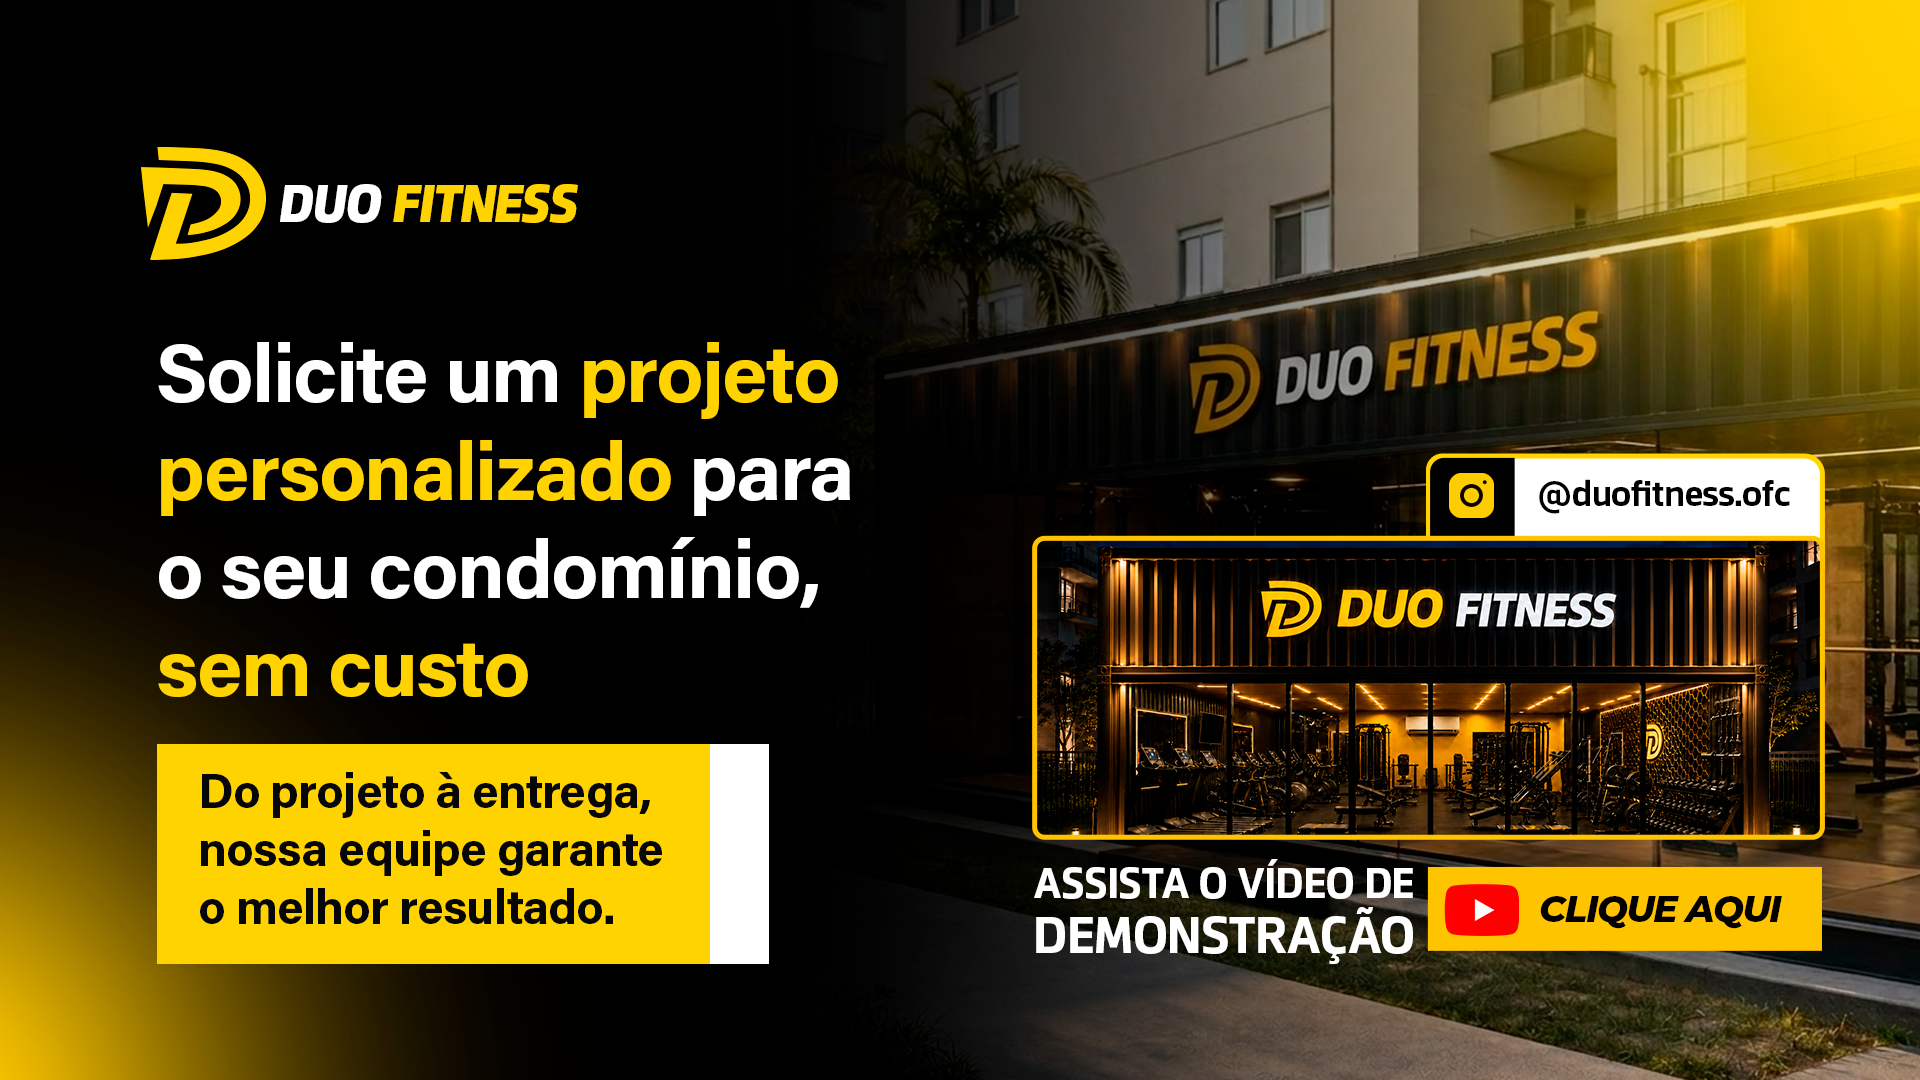 DUO FITNESS
Solicite um projeto
personalizado para
o seu condomínio,
sem custo
Do projeto à entrega,
nossa equipe garante
o melhor resultado.
DUO FITNESS
@duofitness.ofc
DUO FITNESS
ASSISTA O VÍDEO DE
DEMONSTRAÇÃO
CLIQUE AQUI